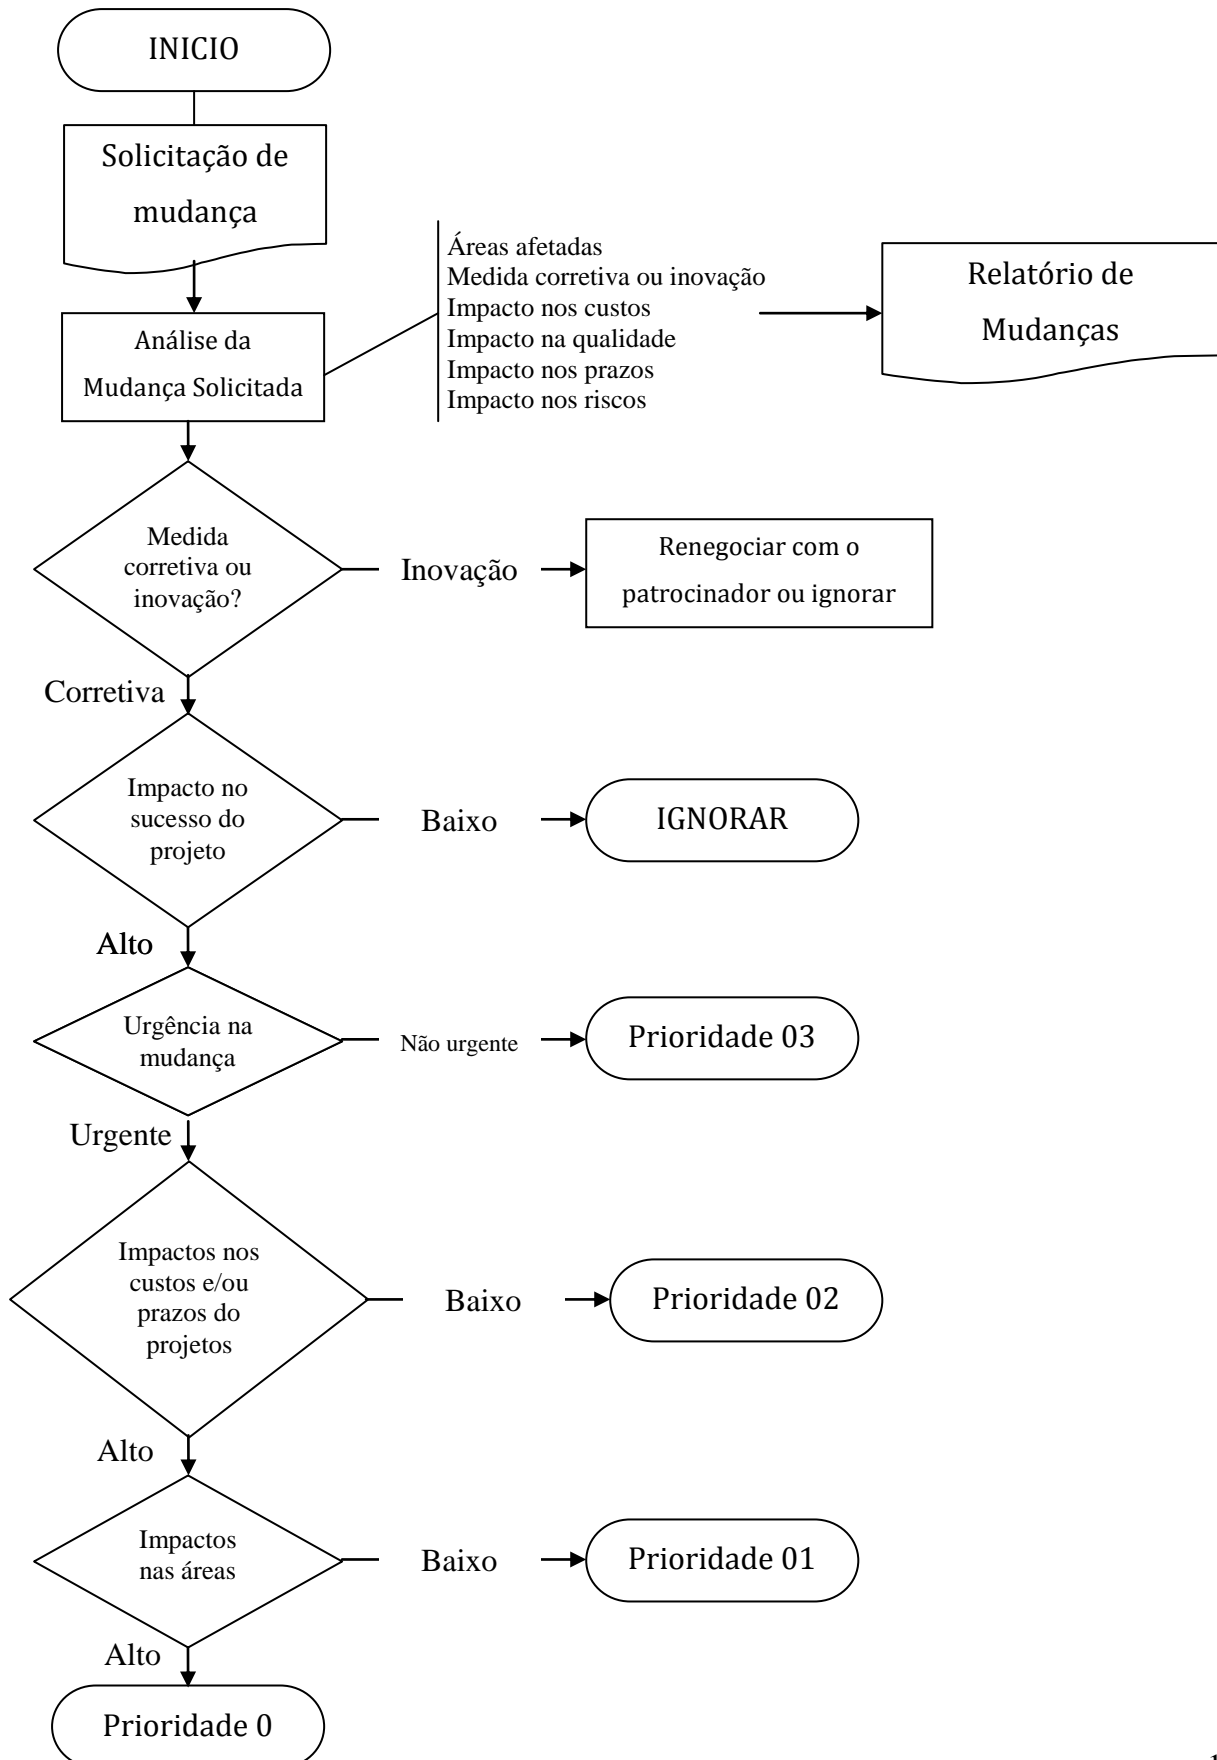 INICIO
Solicitação de
mudança
Áreas afetadas
Medida corretiva ou inovação
Impacto nos custos
Impacto na qualidade
Impacto nos prazos
Impacto nos riscos
Relatório de
Mudanças
Análise da
Mudança Solicitada
Medida
corretiva ou
inovação?
Inovação
Renegociar com o
patrocinador ou ignorar
Corretiva
Impacto no
sucesso do
projeto
Baixo
IGNORAR
Alto
Urgência na
mudança
Não urgente
Prioridade 03
Urgente
Impactos nos
custos e/ou
prazos do
projetos
Baixo
Prioridade 02
Alto
Impactos
nas áreas
Baixo
Prioridade 01
Alto
Prioridade 0